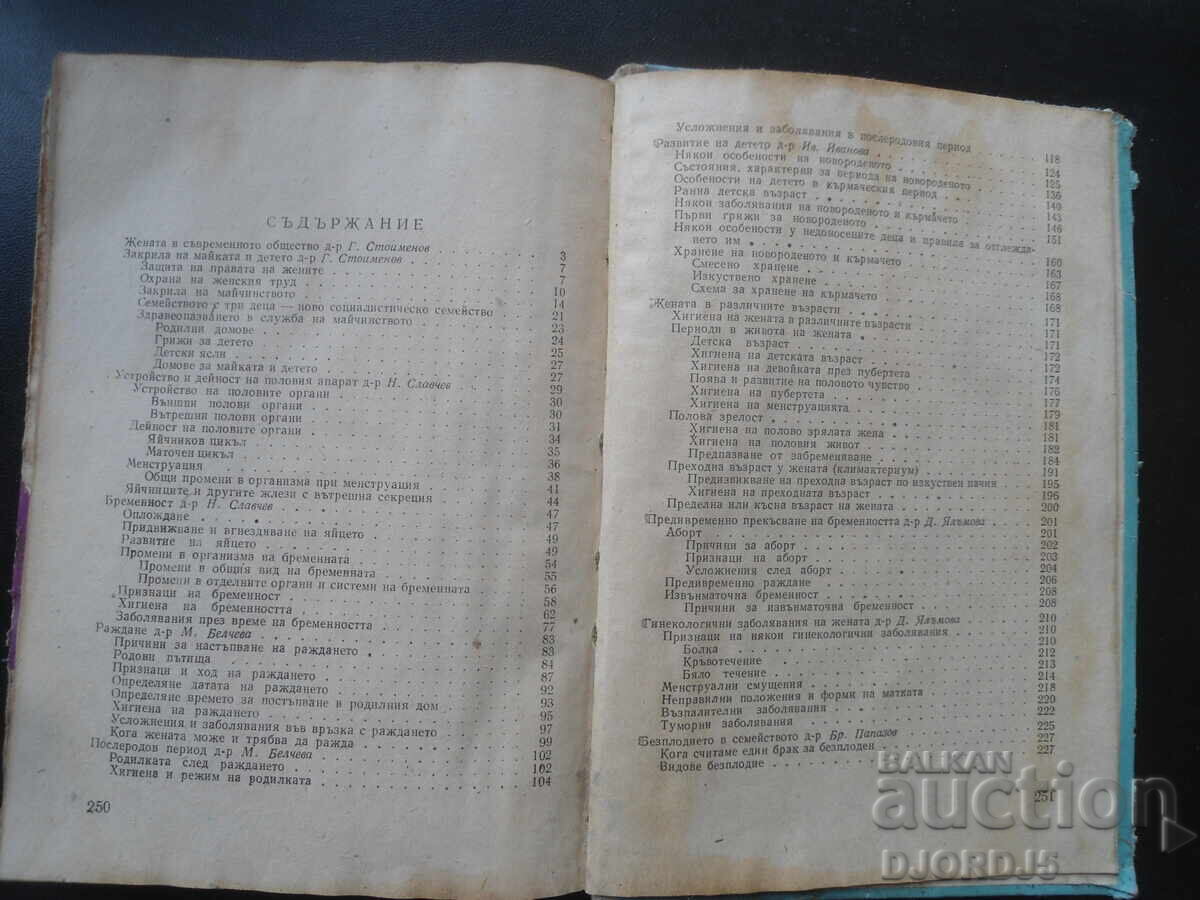 СЪДЪРЖАНИЕ
Жената в съвременното общество д-р Г. Стоименов . . . 3
Закрила на майката и детето д-р Г. Стоименов . . . 7
Защита на правата на жените . . . 7
Охрана на женския труд . . . 10
Закрила на майчинството . . . 14
Семейството с три деца — ново социалистическо семейство . . . 21
Здравеопазването в служба на майчинството . . . 23
Родилни домове . . . 24
Грижи за детето . . . 25
Детски ясли . . . 27
Домове за майката и детето . . . 27
Устройство и дейност на половия апарат д-р Н. Славчев . . . 29
Устройство на половите органи . . . 30
Външни полови органи . . . 30
Вътрешни полови органи . . . 31
Дейност на половите органи . . . 34
Яйчников цикъл . . . 35
Маточен цикъл . . . 36
Менструация . . . 38
Общи промени в организма при менструация . . . 41
Яйчниците и другите жлези с вътрешна секреция . . . 44
Бременност д-р Н. Славчев . . . 47
Оплождане . . . 47
Придвижване и вгнездяване на яйцето . . . 49
Развитие на яйцето . . . 49
Промени в организма на бременната . . . 54
Промени в общия вид на бременната . . . 55
Промени в отделните органи и системи на бременната . . . 56
Признаци на бременност . . . 58
Хигиена на бременността . . . 62
Заболявания през време на бременността . . . 77
Раждане д-р М. Белчева . . . 83
Причини за настъпване на раждането . . . 83
Родови пътища . . . 84
Признаци и ход на раждането . . . 87
Определяне датата на раждането . . . 92
Определяне времето за постъпване в родилния дом . . . 93
Хигиена на раждането . . . 95
Усложнения и заболявания във връзка с раждането . . . 97
Кога жената може и трябва да ражда . . . 99
Послеродов период д-р М. Белчева . . . 102
Родилката след раждането . . . 102
Хигиена и режим на родилката . . . 104
250
Усложнения и заболявания в послеродовия период . . . 118
Развитие на детето д-р Ив. Иванова . . . 124
Някои особености на новороденото . . . 125
Състояния, характерни за периода на новороденото . . . 136
Особености на детето в кърмаческия период . . . 140
Ранна детска възраст . . . 143
Някои заболявания на новороденото и кърмачето . . . 146
Първи грижи за новороденото . . . 151
Някои особености у недоносените деца и правила за отглежда-
нето им . . . 160
Хранене на новороденото и кърмачето . . . 163
Смесено хранене . . . 167
Изкуствено хранене . . . 168
Схема за хранене на кърмачето . . . 168
Жената в различните възрасти . . . 171
Хигиена на жената в различните възрасти . . . 171
Периоди в живота на жената . . . 171
Детска възраст . . . 172
Хигиена на детската възраст . . . 172
Хигиена на девойката през пубертета . . . 174
Поява и развитие на половото чувство . . . 176
Хигиена на пубертета . . . 177
Хигиена на менструацията . . . 179
Полова зрелост . . . 181
Хигиена на полово зрялата жена . . . 181
Хигиена на половия живот . . . 182
Предпазване от забременяване . . . 184
Преходна възраст у жената (климактериум) . . . 191
Предизвикване на преходна възраст по изкуствен начин . . . 195
Хигиена на преходната възраст . . . 196
Пределна или късна възраст на жената . . . 200
Предивременно прекъсване на бременността д-р Д. Ялъмова . . . 201
Аборт . . . 201
Причини за аборт . . . 202
Признаци на аборт . . . 203
Усложнения след аборт . . . 204
Предивременно раждане . . . 206
Извънматочна бременност . . . 208
Причини за извънматочна бременност . . . 208
Гинекологични заболявания на жената д-р Д. Ялъмова . . . 210
Признаци на някои гинекологични заболявания . . . 210
Болка . . . 212
Кръвотечение . . . 213
Бяло течение . . . 214
Менструални смущения . . . 218
Неправилни положения и форми на матката . . . 220
Възпалителни заболявания . . . 222
Туморни заболявания . . . 225
Безплодието в семейството д-р Бр. Папазов . . . 227
Кога считаме един брак за безплоден . . . 227
Видове безплодие
251
BALKAN
auction
DJORDJ5